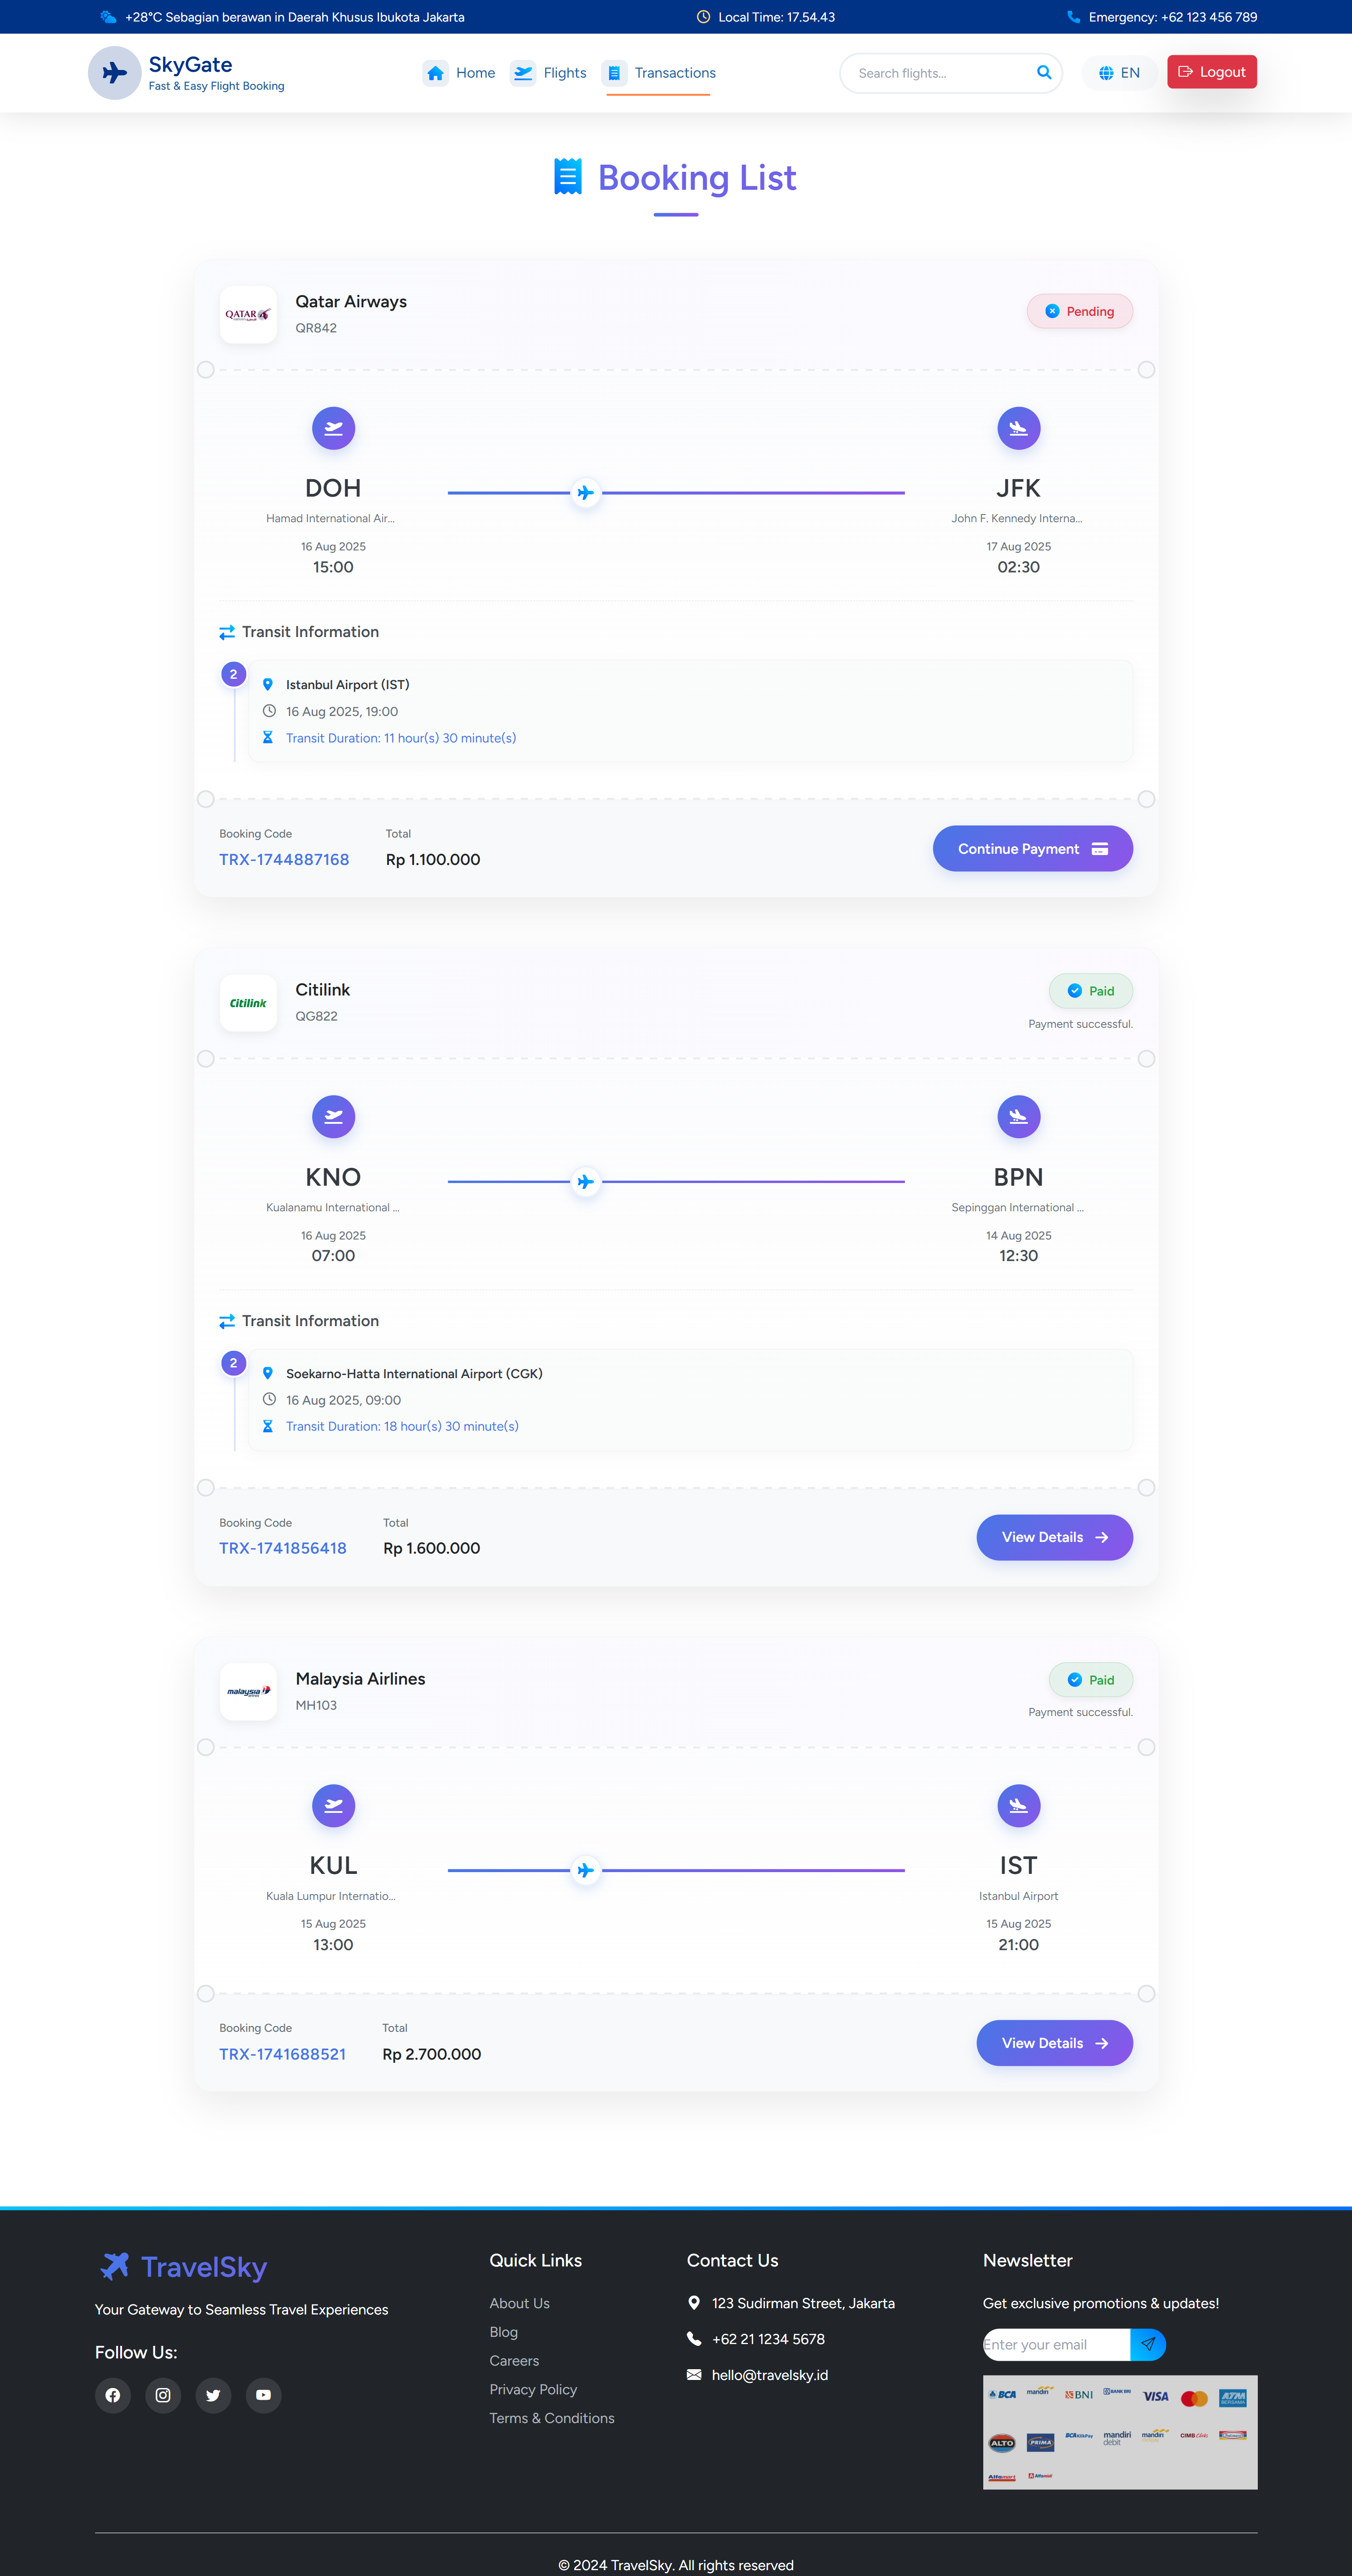 +28°C Sebagian berawan in Daerah Khusus Ibukota Jakarta
Local Time: 17.54.43
Emergency: +62 123 456 789
SkyGate
Fast & Easy Flight Booking
Home
Flights
Transactions
Search flights...
EN
Logout
Booking List
QATAR
Qatar Airways
QR842
Pending
DOH
Hamad International Air...
16 Aug 2025
15:00
JFK
John F. Kennedy Interna...
17 Aug 2025
02:30
Transit Information
2
Istanbul Airport (IST)
16 Aug 2025, 19:00
Transit Duration: 11 hour(s) 30 minute(s)
Booking Code
TRX-1744887168
Total
Rp 1.100.000
Continue Payment
Citilink
Citilink
QG822
Paid
Payment successful.
KNO
Kualanamu International ...
16 Aug 2025
07:00
BPN
Sepinggan International ...
14 Aug 2025
12:30
Transit Information
2
Soekarno-Hatta International Airport (CGK)
16 Aug 2025, 09:00
Transit Duration: 18 hour(s) 30 minute(s)
Booking Code
TRX-1741856418
Total
Rp 1.600.000
View Details
malaysia
Malaysia Airlines
MH103
Paid
Payment successful.
KUL
Kuala Lumpur Internatio...
15 Aug 2025
13:00
IST
Istanbul Airport
15 Aug 2025
21:00
Booking Code
TRX-1741688521
Total
Rp 2.700.000
View Details
TravelSky
Your Gateway to Seamless Travel Experiences
Follow Us:
Quick Links
About Us
Blog
Careers
Privacy Policy
Terms & Conditions
Contact Us
123 Sudirman Street, Jakarta
+62 21 1234 5678
hello@travelsky.id
Newsletter
Get exclusive promotions & updates!
Enter your email
BCA
mandiri
BNI
BANK BRI
VISA
ATM
BERSAMA
ALTO
PRIMA
BCA KlikPay
mandiri
debit
mandiri
CIMB Clicks
Alfamart
Alfamidi
© 2024 TravelSky. All rights reserved